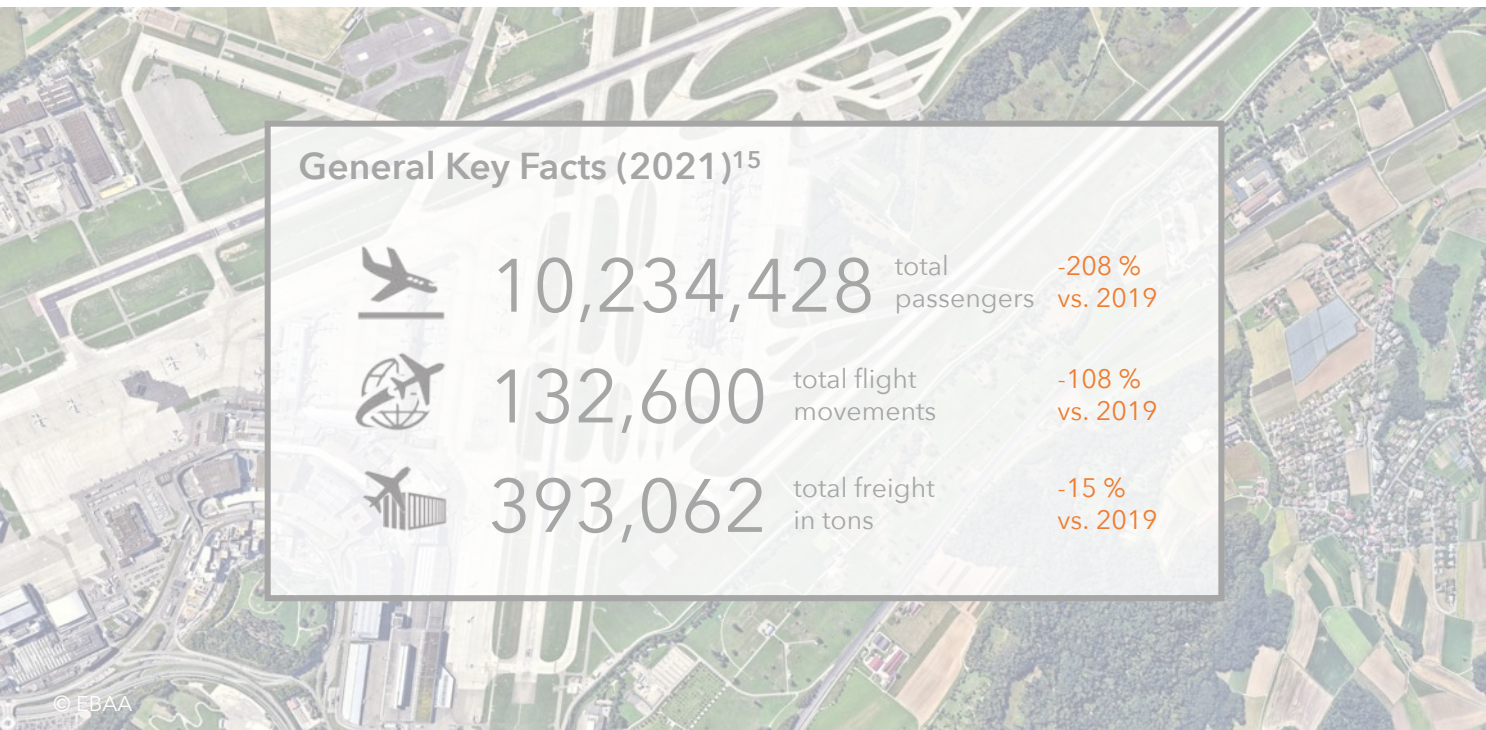 General Key Facts (2021)15
10,234,428 total passengers -208 % vs. 2019
132,600 total flight movements -108 % vs. 2019
393,062 total freight in tons -15 % vs. 2019
© EBAA